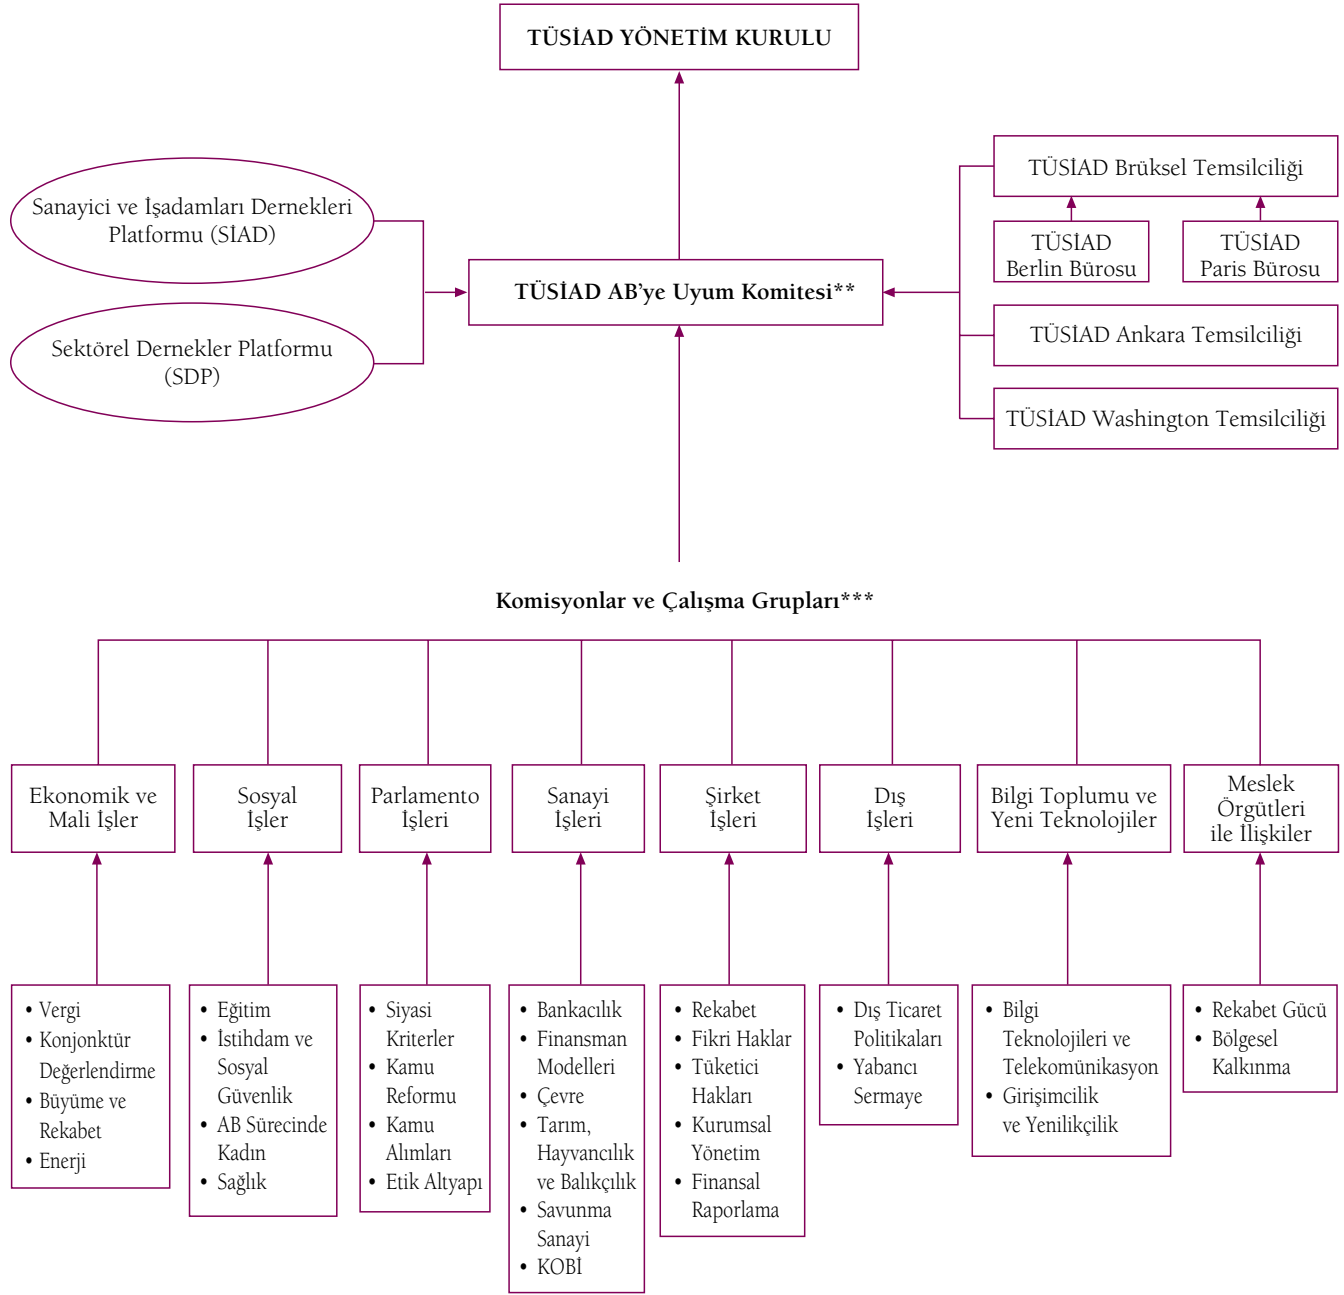 TÜSİAD YÖNETİM KURULU
Sanayici ve İşadamları Dernekleri
Platformu (SİAD)
Sektörel Dernekler Platformu
(SDP)
TÜSİAD AB’ye Uyum Komitesi**
TÜSİAD Brüksel Temsilciliği
TÜSİAD
Berlin Bürosu
TÜSİAD
Paris Bürosu
TÜSİAD Ankara Temsilciliği
TÜSİAD Washington Temsilciliği
Komisyonlar ve Çalışma Grupları***
Ekonomik ve
Mali İşler
Sosyal
İşler
Parlamento
İşleri
Sanayi
İşleri
Şirket
İşleri
Dış
İşleri
Bilgi Toplumu ve
Yeni Teknolojiler
Meslek
Örgütleri
ile İlişkiler
• Vergi
• Konjonktür
Değerlendirme
• Büyüme ve
Rekabet
• Enerji
• Eğitim
• İstihdam ve
Sosyal
Güvenlik
• AB Sürecinde
Kadın
• Sağlık
• Siyasi
Kriterler
• Kamu
Reformu
• Kamu
Alımları
• Etik Altyapı
• Bankacılık
• Finansman
Modelleri
• Çevre
• Tarım,
Hayvancılık
ve Balıkçılık
• Savunma
Sanayi
• KOBİ
• Rekabet
• Fikri Haklar
• Tüketici
Hakları
• Kurumsal
Yönetim
• Finansal
Raporlama
• Dış Ticaret
Politikaları
• Yabancı
Sermaye
• Bilgi
Teknolojileri ve
Telekomünikasyon
• Girişimcilik
ve Yenilikçilik
• Rekabet Gücü
• Bölgesel
Kalkınma